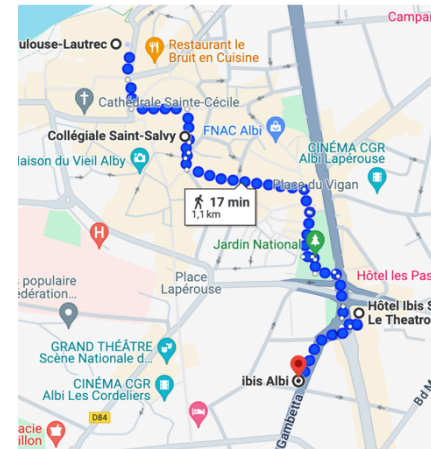 Campa
ulouse-Lautrec
Restaurant le
Bruit en Cuisine
Cathédrale Sainte-Cécile
Collégiale Saint-Salvy
FNAC Albi
CINÉMA CGR
Albi Lapérouse
aison du Vieil Alby
Place du Vigan
17 min
1,1 km
Jardin National
H
Place
Lapérouse
Hôtel les Pas
s populaire
édération...
Hôtel Ibis S
Le Theatro
GRAND THÉÂTRE
Scène Nationale d...
ibis Albi
CINÉMA CGR
Albi Les Cordeliers
Gambetta
Bd M
D84
acie
illon